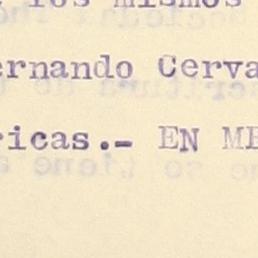 los mismos
ernando Cerva
ricas.- EN ME